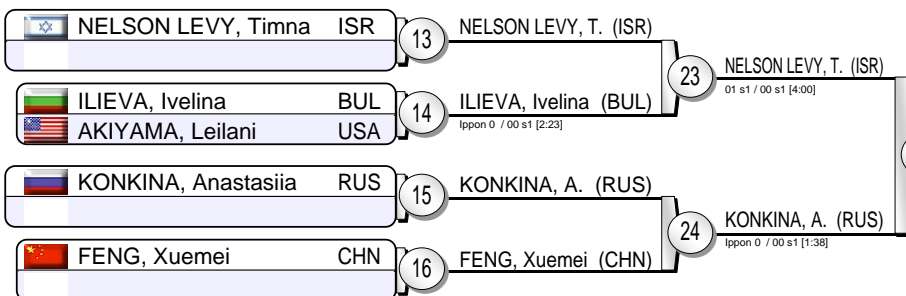 NELSON LEVY, Timna ISR
13
NELSON LEVY, T. (ISR)
ILIEVA, Ivelina BUL
AKIYAMA, Leilani USA
14
ILIEVA, Ivelina (BUL)
Ippon 0 / 00 s1 [2:23]
23
NELSON LEVY, T. (ISR)
01 s1 / 00 s1 [4:00]
KONKINA, Anastasiia RUS
15
KONKINA, A. (RUS)
FENG, Xuemei CHN
16
FENG, Xuemei (CHN)
24
KONKINA, A. (RUS)
Ippon 0 / 00 s1 [1:38]